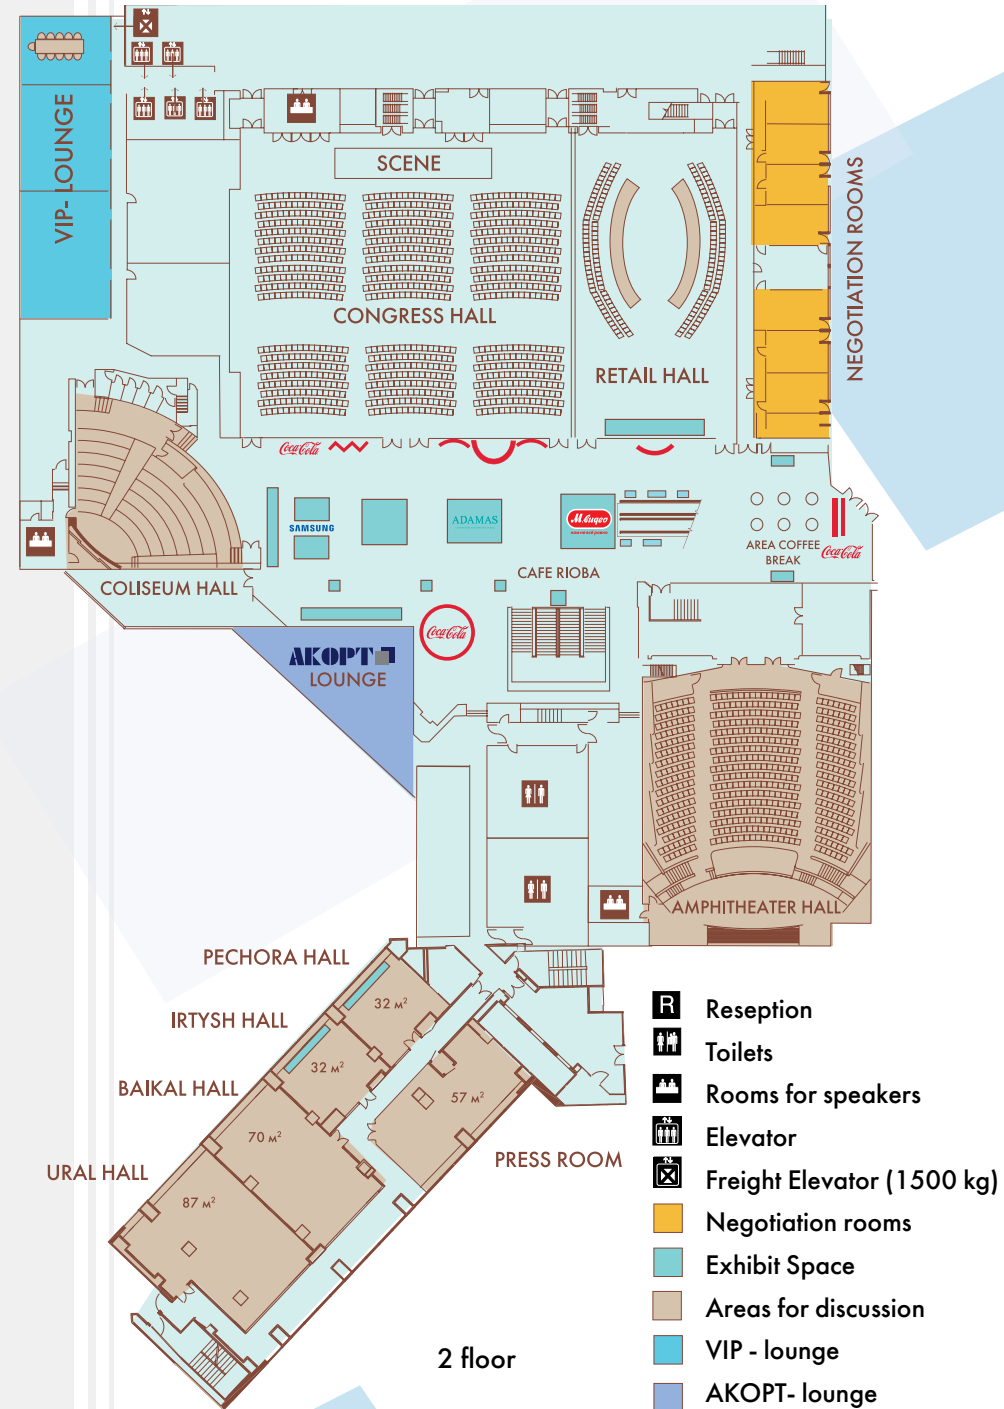 VIP- LOUNGE
SCENE
CONGRESS HALL
RETAIL HALL
NEGOTIATION ROOMS
Coca-Cola
SAMSUNG
ADAMAS
М.видео
AREA COFFEE
BREAK
Coca-Cola
COLISEUM HALL
CAFE RIOBA
Coca-Cola
AKOPT
LOUNGE
AMPHITHEATER HALL
PECHORA HALL
32 м²
IRTYSH HALL
32 м²
BAIKAL HALL
57 м²
70 м²
PRESS ROOM
URAL HALL
87 м²
2 floor
R Reseption
Toilets
Rooms for speakers
Elevator
Freight Elevator (1500 kg)
Negotiation rooms
Exhibit Space
Areas for discussion
VIP - lounge
AKOPT- lounge